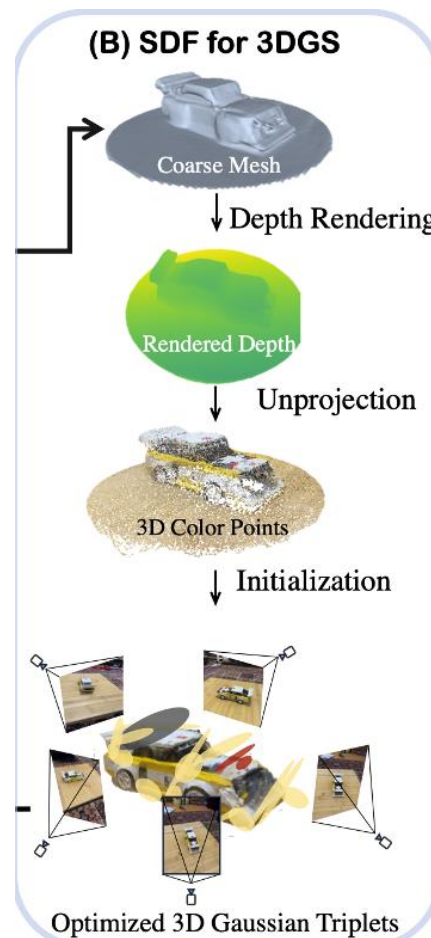 (B) SDF for 3DGS
Coarse Mesh
Depth Rendering
Rendered Depth
Unprojection
3D Color Points
Initialization
Optimized 3D Gaussian Triplets